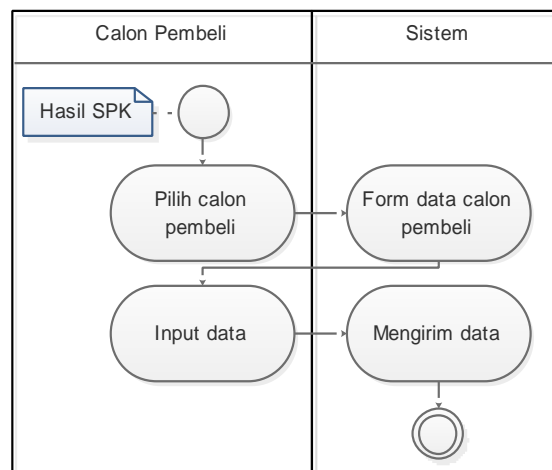 Calon Pembeli
Sistem
Hasil SPK
Pilih calon
pembeli
Form data calon
pembeli
Input data
Mengirim data